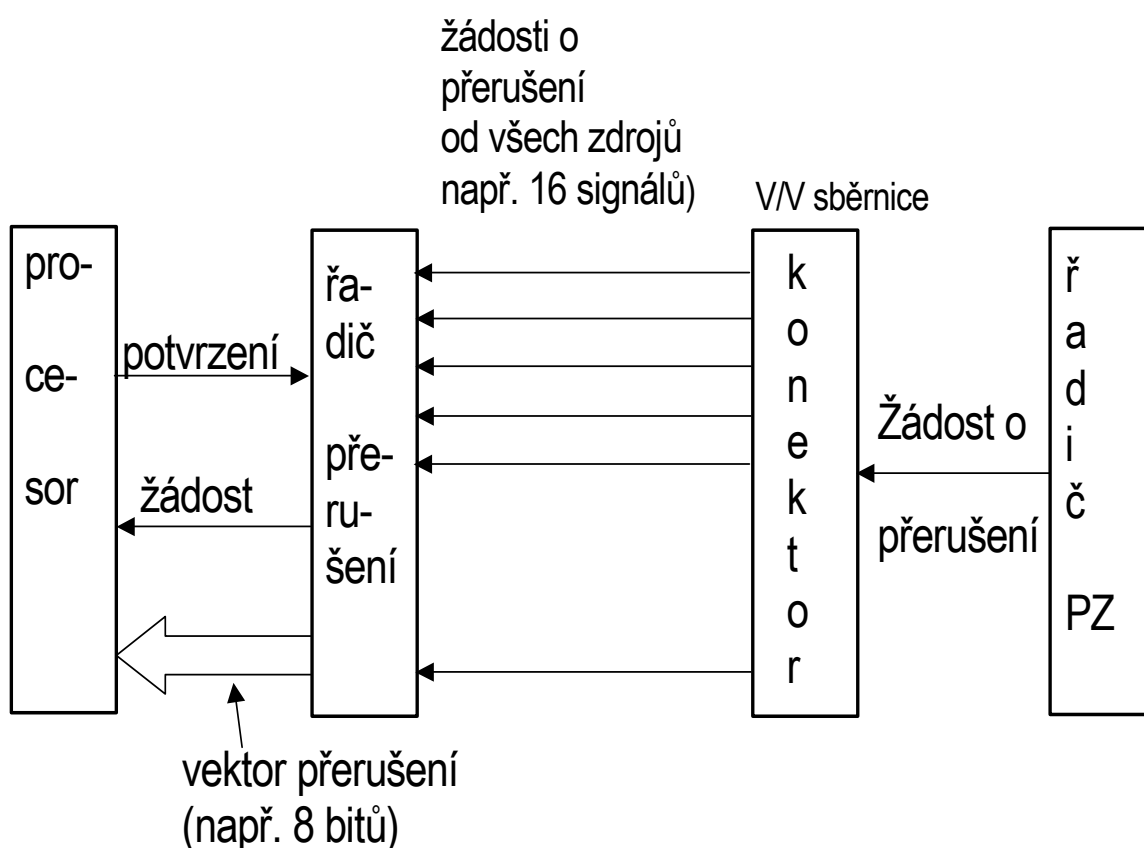 žádosti o
přerušení
od všech zdrojů
např. 16 signálů)
V/V sběrnice
pro-
ce-
sor
potvrzení
žádost
řa-
dič
pře-
ru-
šení
k
o
n
e
k
t
o
r
Žádost o
přerušení
ř
a
d
i
č
PZ
vektor přerušení
(např. 8 bitů)